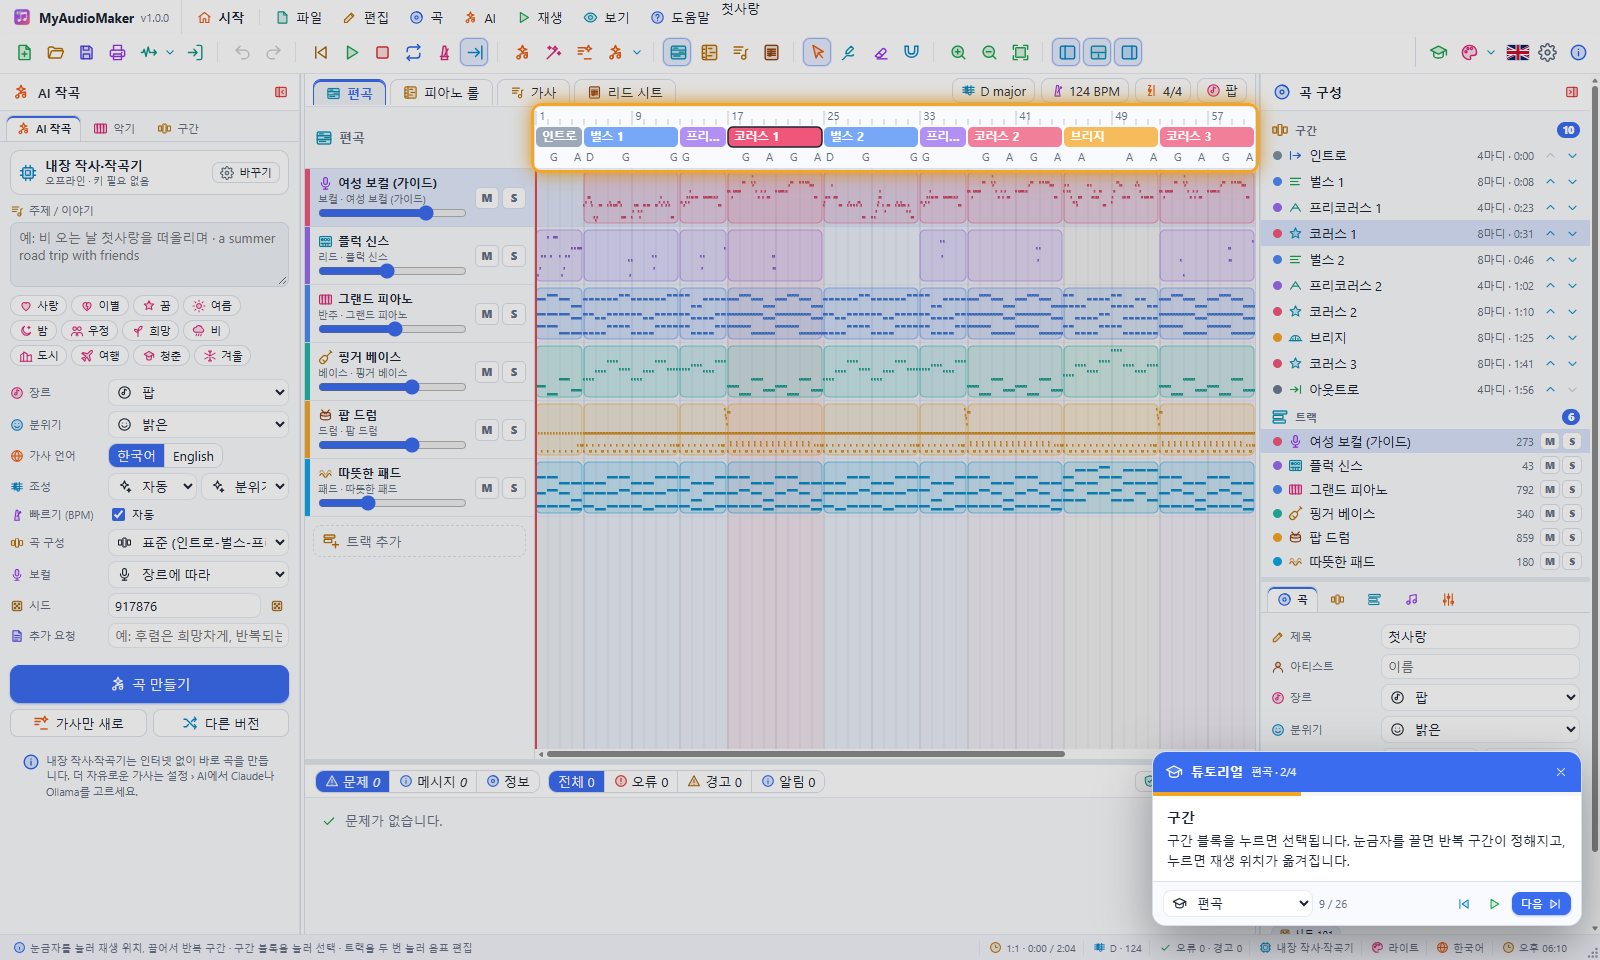 MyAudioMaker v1.0.0 시작 파일 편집 곡 AI 재생 보기 도움말 첫사랑
AI 작곡
AI 작곡 악기 구간
내장 작사·작곡기
오프라인 · 키 필요 없음
바꾸기
주제 / 이야기
예: 비 오는 날 첫사랑을 떠올리며 · a summer
road trip with friends
사랑 이별 꿈 여름
밤 우정 희망 비
도시 여행 청춘 겨울
장르 팝
분위기 밝은
가사 언어 한국어 English
조성 자동
빠르기 (BPM) 자동
곡 구성 표준 (인트로-벌스-프
보컬 장르에 따라
시드 917876
추가 요청 예: 후렴은 희망차게, 반복되는
곡 만들기
가사만 새로 다른 버전
내장 작사·작곡기는 인터넷 없이 바로 곡을 만듭
니다. 더 자유로운 가사는 설정 › AI에서 Claude나
Ollama를 고르세요.
편곡 피아노 롤 가사 리드 시트 D major 124 BPM 4/4 팝
편곡
1 9 17 25 33 41 49 57
인트로 벌스 1 프리... 코러스 1 벌스 2 프리... 코러스 2 브리지 코러스 3
G A D G G G G A G A D G G G G A G A A A A G A G A
여성 보컬 (가이드) M S
보컬 · 여성 보컬 (가이드)
플럭 신스 M S
리드 · 플럭 신스
그랜드 피아노 M S
반주 · 그랜드 피아노
핑거 베이스 M S
베이스 · 핑거 베이스
팝 드럼 M S
드럼 · 팝 드럼
따뜻한 패드 M S
패드 · 따뜻한 패드
트랙 추가
문제 0 메시지 0 정보 전체 0 오류 0 경고 0 알림 0
문제가 없습니다.
곡 구성
구간 10
인트로 4마디 · 0:00
벌스 1 8마디 · 0:08
프리코러스 1 4마디 · 0:23
코러스 1 8마디 · 0:31
벌스 2 8마디 · 0:46
프리코러스 2 4마디 · 1:02
코러스 2 8마디 · 1:10
브리지 8마디 · 1:25
코러스 3 8마디 · 1:41
아웃트로 4마디 · 1:56
트랙 6
여성 보컬 (가이드) 273 M S
플럭 신스 43 M S
그랜드 피아노 792 M S
핑거 베이스 340 M S
팝 드럼 859 M S
따뜻한 패드 180 M S
곡
제목 첫사랑
아티스트 이름
장르 팝
분위기 밝은
튜토리얼 편곡 · 2/4
구간
구간 블록을 누르면 선택됩니다. 눈금자를 끌면 반복 구간이 정해지고,
누르면 재생 위치가 옮겨집니다.
편곡 9 / 26 다음
눈금자를 눌러 재생 위치, 끌어서 반복 구간 · 구간 블록을 눌러 선택 · 트랙을 두 번 눌러 음표 편집
1:1 · 0:00 / 2:04 D · 124 오류 0 · 경고 0 내장 작사·작곡기 라이트 한국어 오후 06:10